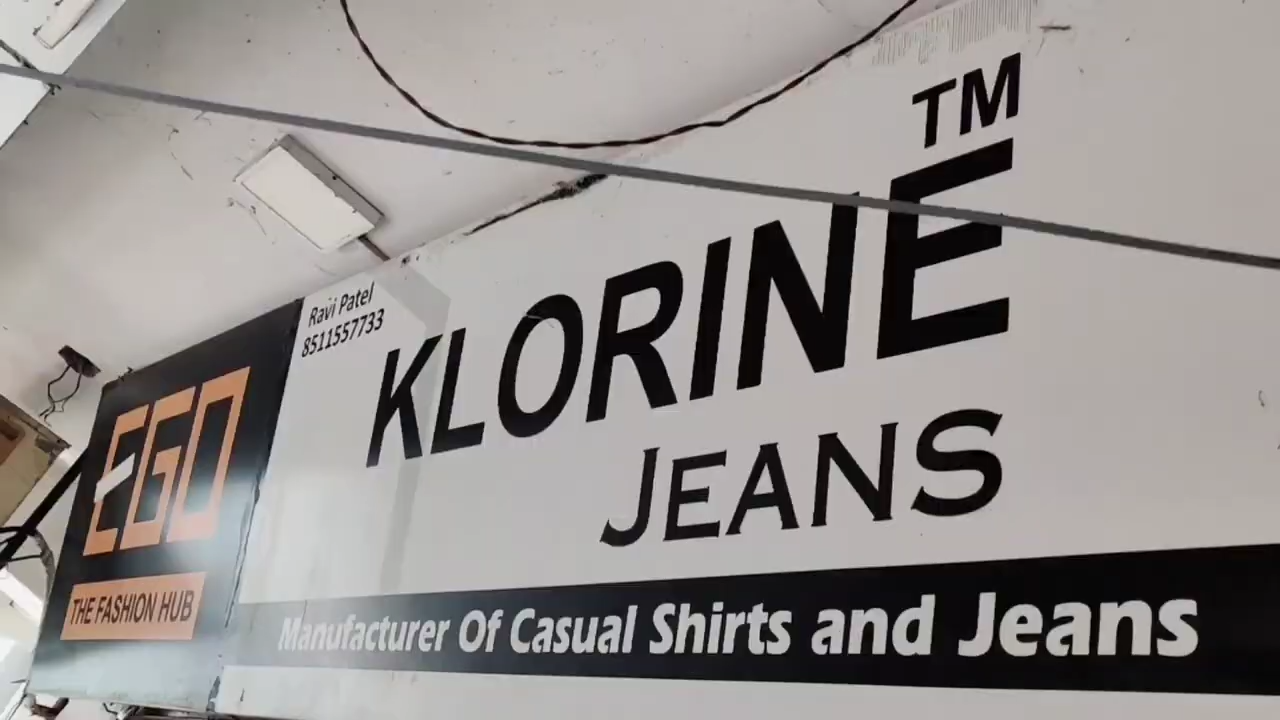 EGO
THE FASHION HUB
Ravi Patel
8511557733
KLORINE™
JEANS
Manufacturer Of Casual Shirts and Jeans